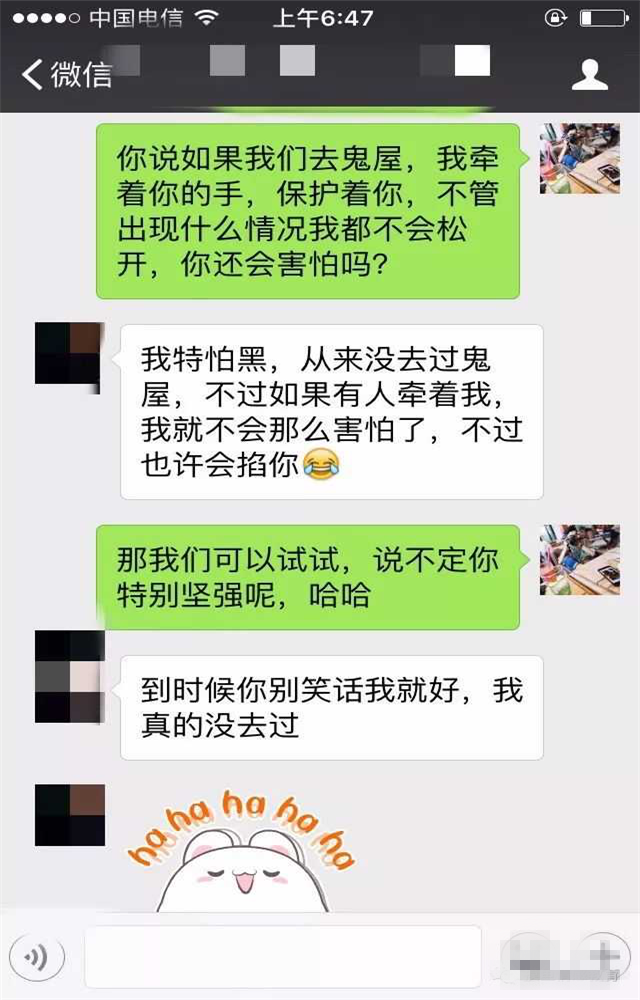 中国电信
上午6:47
微信
你说如果我们去鬼屋，我牵
着你的手，保护着你，不管
出现什么情况我都不会松
开，你还会害怕吗？
我特怕黑，从来没去过鬼
屋，不过如果有人牵着我，
我就不会那么害怕了，不过
也许会掐你😂
那我们可以试试，说不定你
特别坚强呢，哈哈
到时候你别笑话我就好，我
真的没去过
ha ha ha ha ha